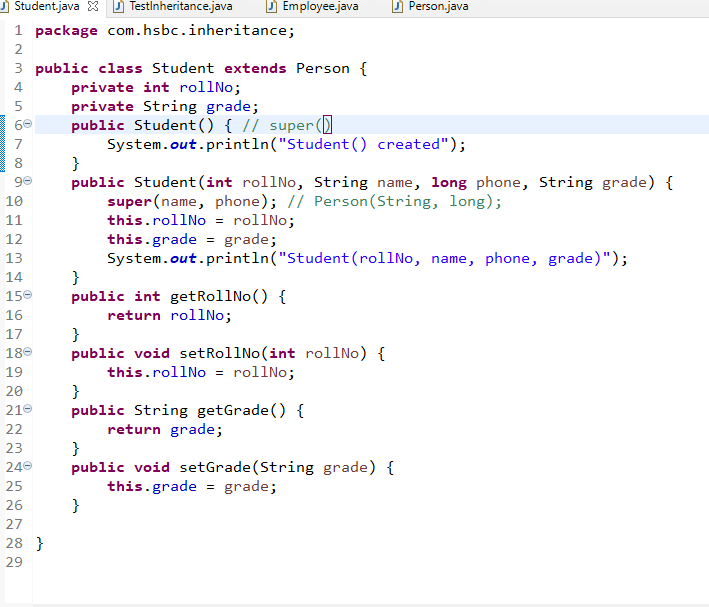 Student.java TestInheritance.java Employee.java Person.java
1 package com.hsbc.inheritance;
2
3 public class Student extends Person {
4     private int rollNo;
5     private String grade;
6     public Student() { // super()
7         System.out.println("Student() created");
8     }
9     public Student(int rollNo, String name, long phone, String grade) {
10         super(name, phone); // Person(String, long);
11         this.rollNo = rollNo;
12         this.grade = grade;
13         System.out.println("Student(rollNo, name, phone, grade)");
14     }
15     public int getRollNo() {
16         return rollNo;
17     }
18     public void setRollNo(int rollNo) {
19         this.rollNo = rollNo;
20     }
21     public String getGrade() {
22         return grade;
23     }
24     public void setGrade(String grade) {
25         this.grade = grade;
26     }
27
28 }
29